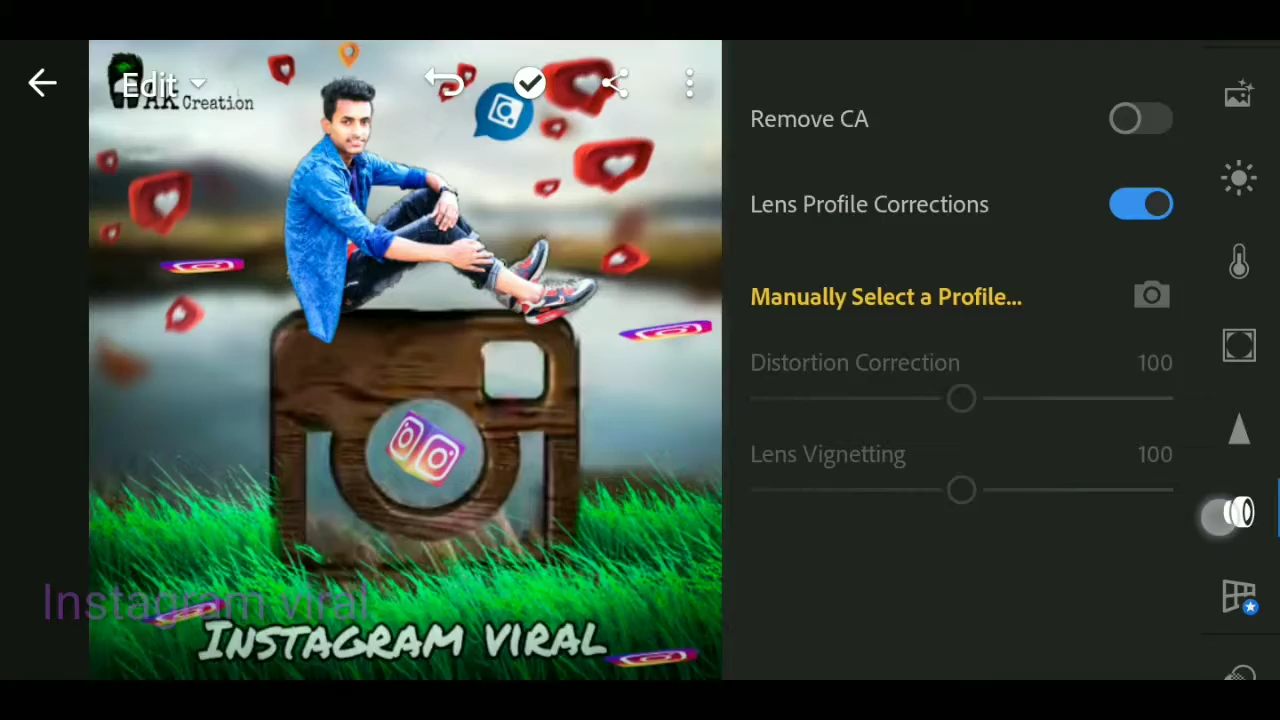 Edit
AK Creation
Remove CA
Lens Profile Corrections
Manually Select a Profile...
Distortion Correction 100
Lens Vignetting 100
Instagram viral
INSTAGRAM VIRAL